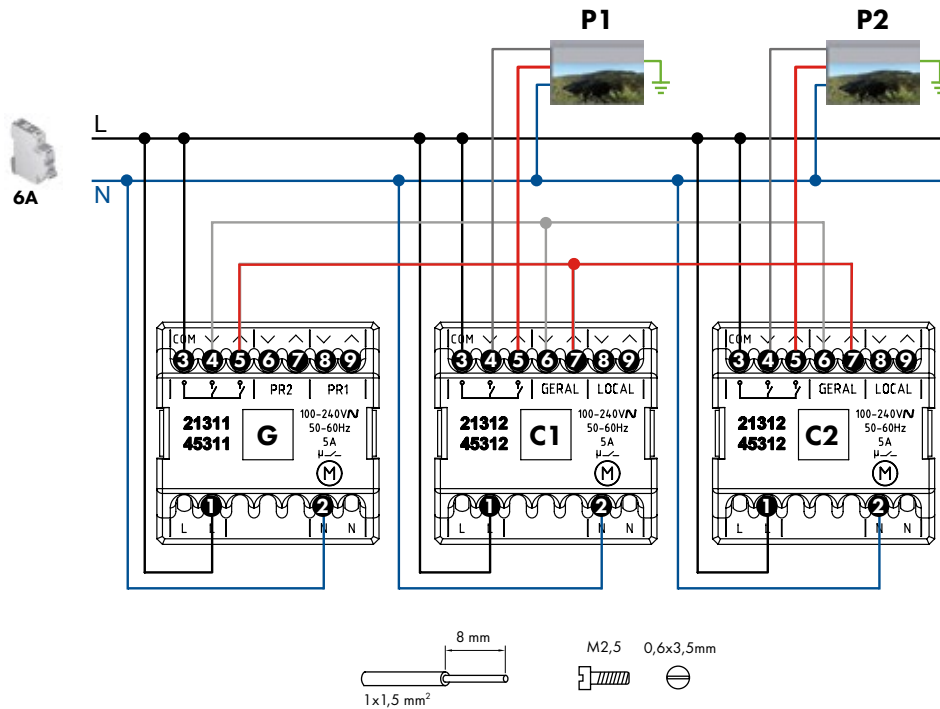 P1 P2
L
6A
N
COM COM COM
3 4 5 6 7 8 9 3 4 5 6 7 8 9 3 4 5 6 7 8 9
PR2 PR1 GERAL LOCAL GERAL LOCAL
21311 G 100-240V 21312 C1 100-240V 21312 C2 100-240V
45311 50-60Hz 45312 50-60Hz 45312 50-60Hz
5A 5A 5A
µ µ µ
M M M
1 2 1 2 1 2
L L N N L L N N L L N N
8 mm M2,5 0,6x3,5mm
1x1,5 mm²